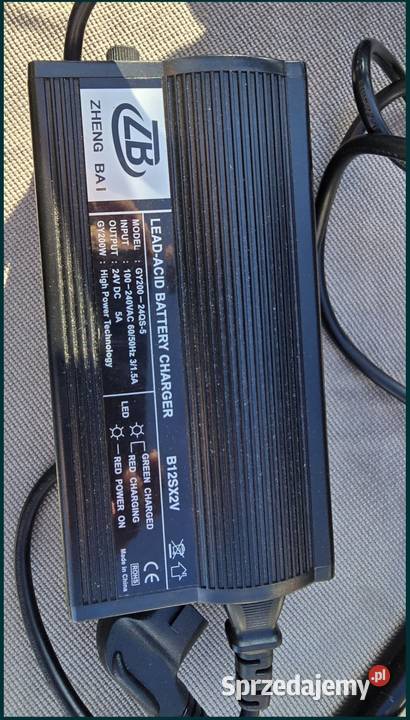 ZB
ZHENG BAI
LEAD-ACID BATTERY CHARGER
B12SX2V
MODEL : GY200-24QS-5
INPUT : 100-240VAC 60/50Hz 3/1.5A
OUTPUT : 24V DC 5A
GY200W : High Power Technology
LED
GREEN CHARGED
RED CHARGING
RED POWER ON
CE
ROHS
Made in China
Sprzedajemy.pl